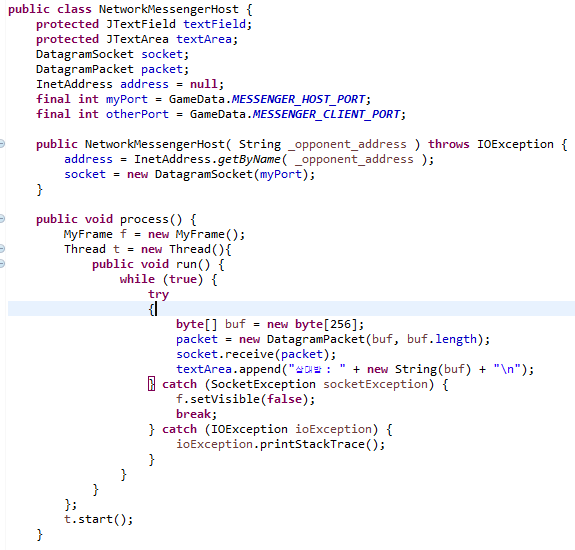 public class NetworkMessengerHost {
    protected JTextField textField;
    protected JTextArea textArea;
    DatagramSocket socket;
    DatagramPacket packet;
    InetAddress address = null;
    final int myPort = GameData.MESSENGER_HOST_PORT;
    final int otherPort = GameData.MESSENGER_CLIENT_PORT;

    public NetworkMessengerHost( String _opponent_address ) throws IOException {
        address = InetAddress.getByName( _opponent_address );
        socket = new DatagramSocket(myPort);
    }

    public void process() {
        MyFrame f = new MyFrame();
        Thread t = new Thread(){
            public void run() {
                while (true) {
                    try
                    {
                        byte[] buf = new byte[256];
                        packet = new DatagramPacket(buf, buf.length);
                        socket.receive(packet);
                        textArea.append("상대방 : " + new String(buf) + "\n");
                    } catch (SocketException socketException) {
                        f.setVisible(false);
                        break;
                    } catch (IOException ioException) {
                        ioException.printStackTrace();
                    }
                }
            }
        };
        t.start();
    }